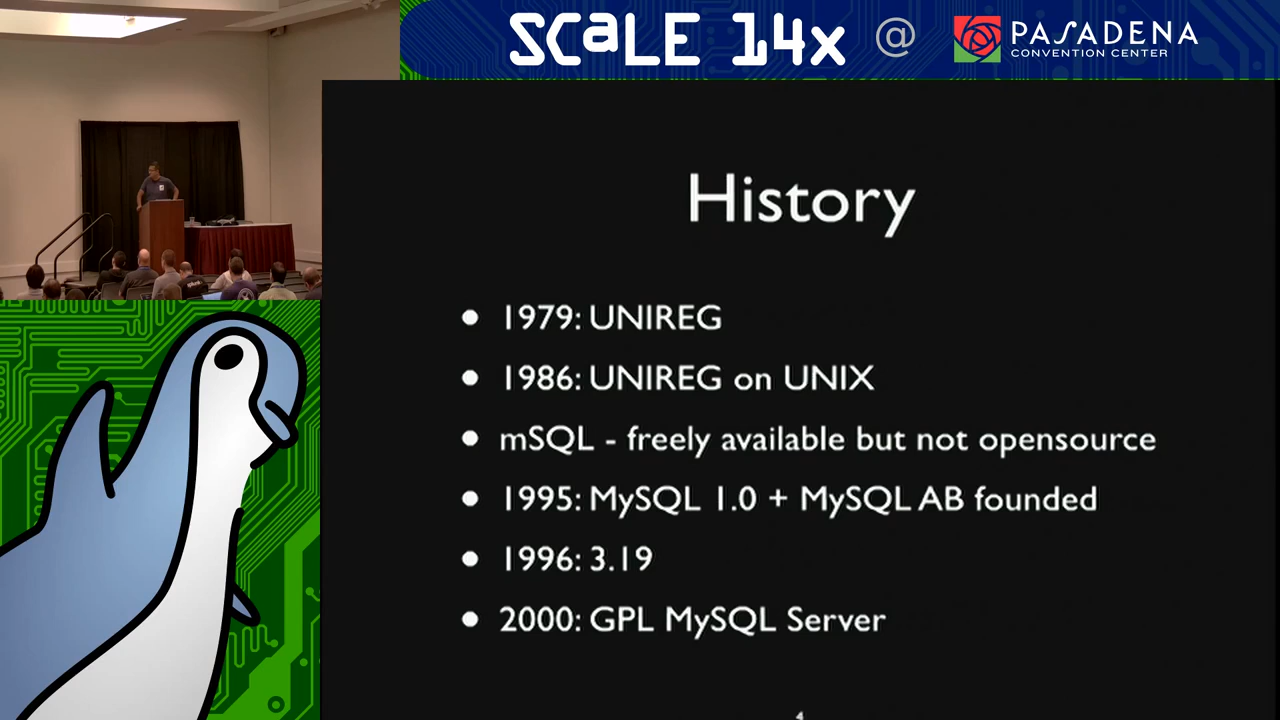 SCALE 14x @ PASADENA
CONVENTION CENTER
History
• 1979: UNIREG
• 1986: UNIREG on UNIX
• mSQL - freely available but not opensource
• 1995: MySQL 1.0 + MySQL AB founded
• 1996: 3.19
• 2000: GPL MySQL Server
4